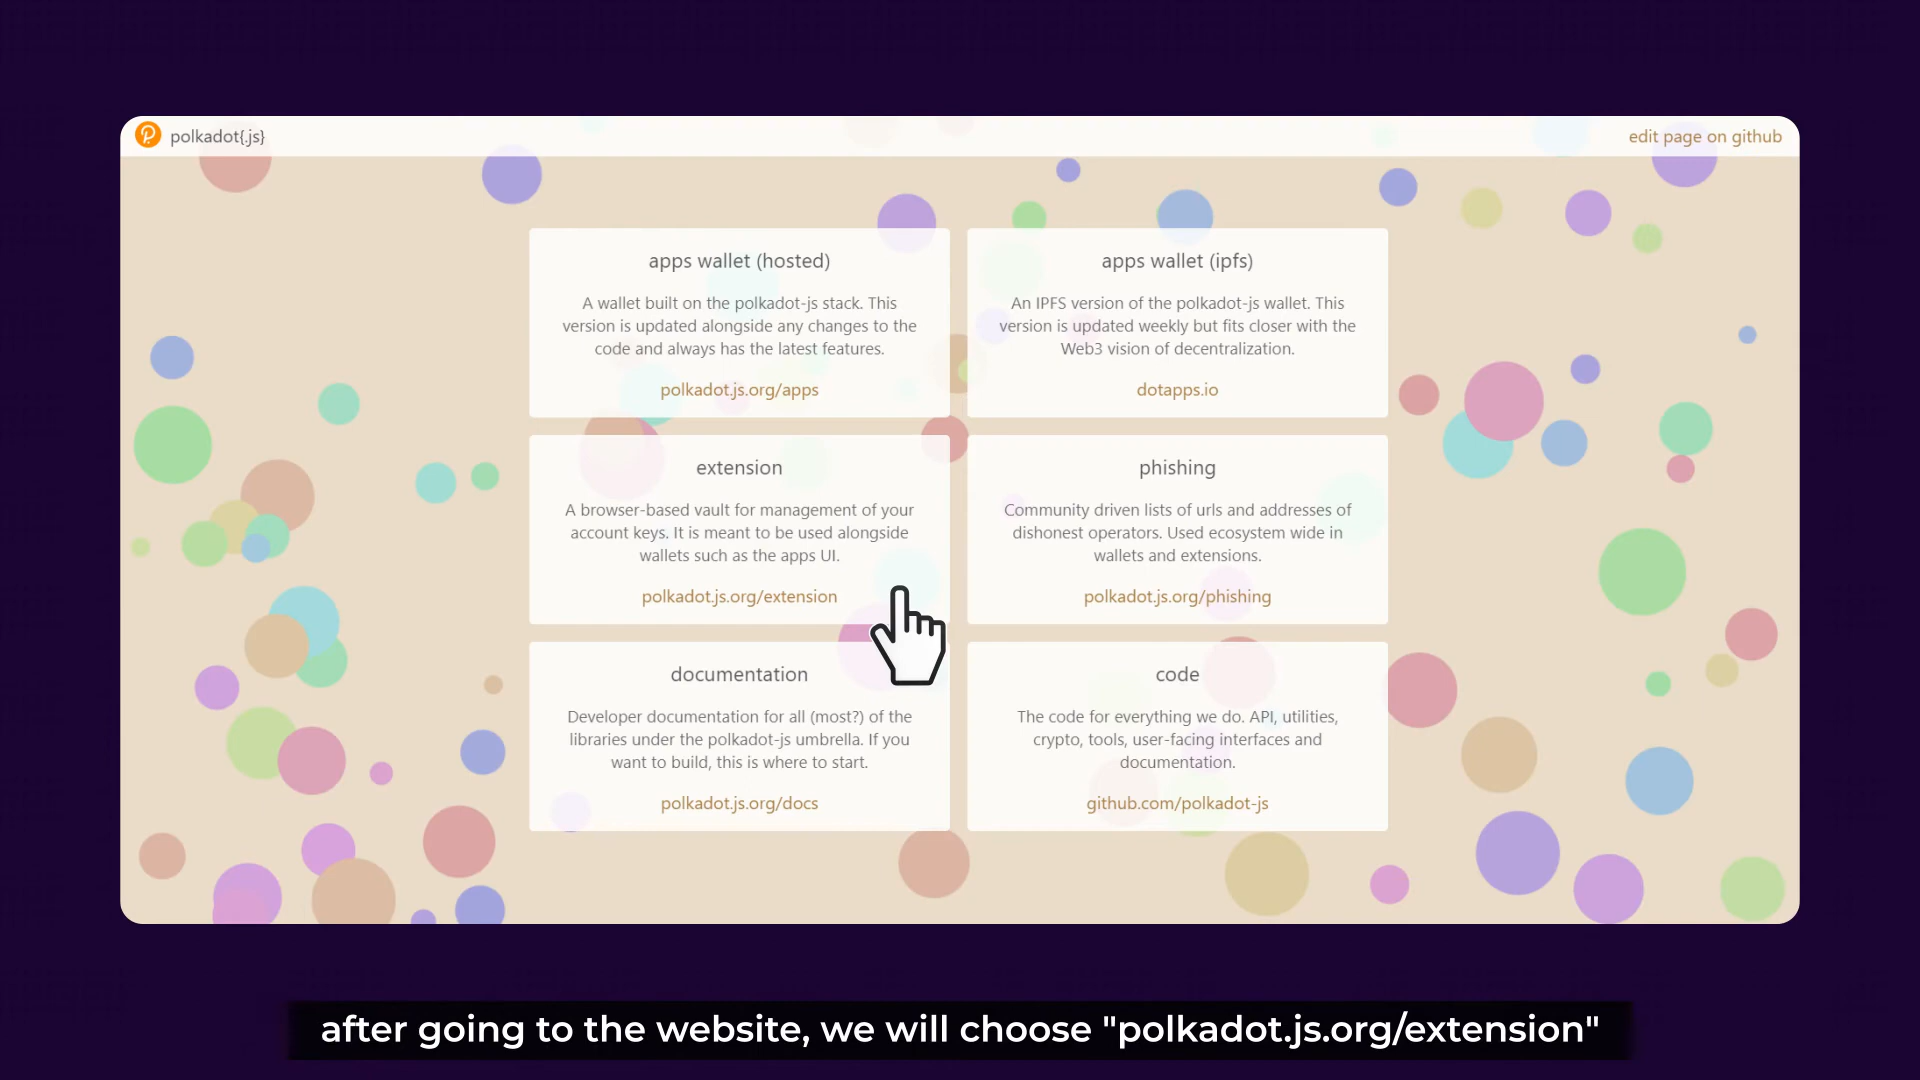 polkadot{.js}
edit page on github
apps wallet (hosted)
A wallet built on the polkadot-js stack. This
version is updated alongside any changes to the
code and always has the latest features.
polkadot.js.org/apps
apps wallet (ipfs)
An IPFS version of the polkadot-js wallet. This
version is updated weekly but fits closer with the
Web3 vision of decentralization.
dotapps.io
extension
A browser-based vault for management of your
account keys. It is meant to be used alongside
wallets such as the apps UI.
polkadot.js.org/extension
phishing
Community driven lists of urls and addresses of
dishonest operators. Used ecosystem wide in
wallets and extensions.
polkadot.js.org/phishing
documentation
Developer documentation for all (most?) of the
libraries under the polkadot-js umbrella. If you
want to build, this is where to start.
polkadot.js.org/docs
code
The code for everything we do. API, utilities,
crypto, tools, user-facing interfaces and
documentation.
github.com/polkadot-js
after going to the website, we will choose "polkadot.js.org/extension"